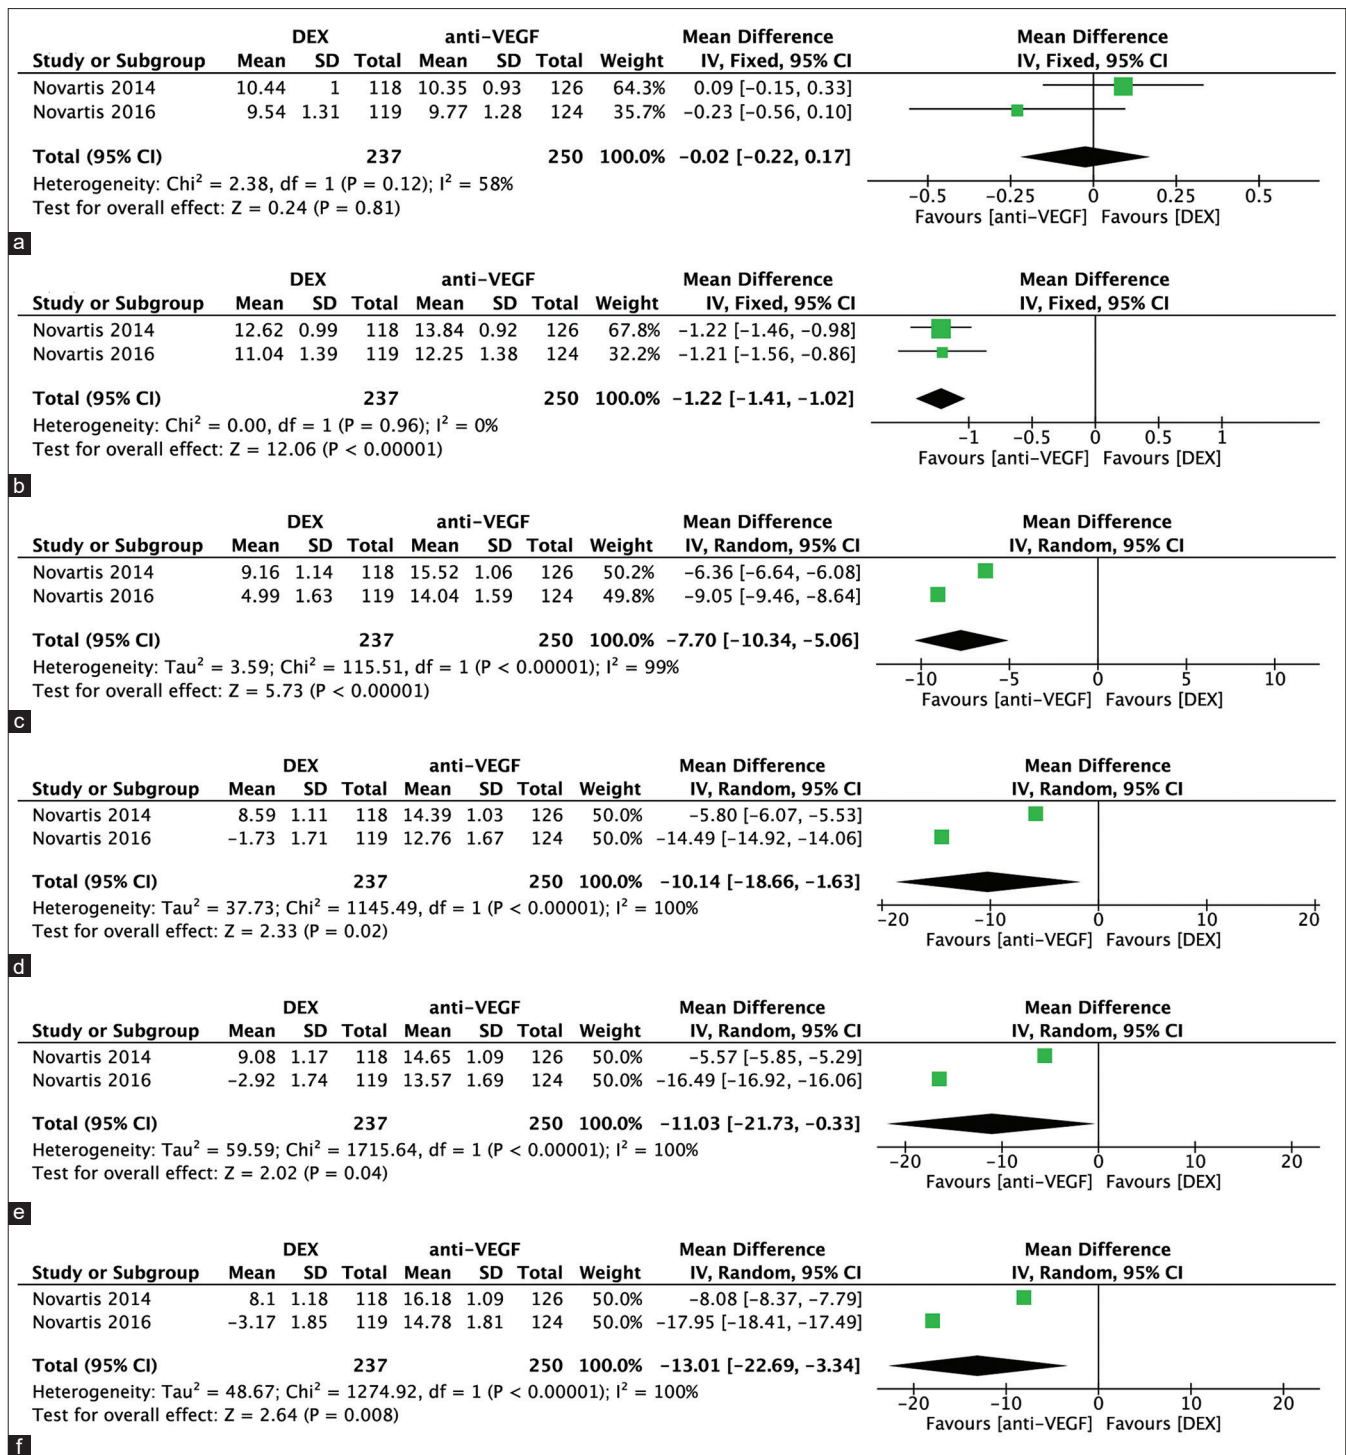 DEX anti-VEGF Mean Difference Mean Difference
Study or Subgroup Mean SD Total Mean SD Total Weight IV, Fixed, 95% CI IV, Fixed, 95% CI
Novartis 2014 10.44 1 118 10.35 0.93 126 64.3% 0.09 [−0.15, 0.33]
Novartis 2016 9.54 1.31 119 9.77 1.28 124 35.7% −0.23 [−0.56, 0.10]
Total (95% CI) 237 250 100.0% −0.02 [−0.22, 0.17]
Heterogeneity: Chi² = 2.38, df = 1 (P = 0.12); I² = 58%
Test for overall effect: Z = 0.24 (P = 0.81)
−0.5 −0.25 0 0.25 0.5
Favours [anti-VEGF] Favours [DEX]
a
DEX anti-VEGF Mean Difference Mean Difference
Study or Subgroup Mean SD Total Mean SD Total Weight IV, Fixed, 95% CI IV, Fixed, 95% CI
Novartis 2014 12.62 0.99 118 13.84 0.92 126 67.8% −1.22 [−1.46, −0.98]
Novartis 2016 11.04 1.39 119 12.25 1.38 124 32.2% −1.21 [−1.56, −0.86]
Total (95% CI) 237 250 100.0% −1.22 [−1.41, −1.02]
Heterogeneity: Chi² = 0.00, df = 1 (P = 0.96); I² = 0%
Test for overall effect: Z = 12.06 (P < 0.00001)
−1 −0.5 0 0.5 1
Favours [anti-VEGF] Favours [DEX]
b
DEX anti-VEGF Mean Difference Mean Difference
Study or Subgroup Mean SD Total Mean SD Total Weight IV, Random, 95% CI IV, Random, 95% CI
Novartis 2014 9.16 1.14 118 15.52 1.06 126 50.2% −6.36 [−6.64, −6.08]
Novartis 2016 4.99 1.63 119 14.04 1.59 124 49.8% −9.05 [−9.46, −8.64]
Total (95% CI) 237 250 100.0% −7.70 [−10.34, −5.06]
Heterogeneity: Tau² = 3.59; Chi² = 115.51, df = 1 (P < 0.00001); I² = 99%
Test for overall effect: Z = 5.73 (P < 0.00001)
−10 −5 0 5 10
Favours [anti-VEGF] Favours [DEX]
c
DEX anti-VEGF Mean Difference Mean Difference
Study or Subgroup Mean SD Total Mean SD Total Weight IV, Random, 95% CI IV, Random, 95% CI
Novartis 2014 8.59 1.11 118 14.39 1.03 126 50.0% −5.80 [−6.07, −5.53]
Novartis 2016 −1.73 1.71 119 12.76 1.67 124 50.0% −14.49 [−14.92, −14.06]
Total (95% CI) 237 250 100.0% −10.14 [−18.66, −1.63]
Heterogeneity: Tau² = 37.73; Chi² = 1145.49, df = 1 (P < 0.00001); I² = 100%
Test for overall effect: Z = 2.33 (P = 0.02)
−20 −10 0 10 20
Favours [anti-VEGF] Favours [DEX]
d
DEX anti-VEGF Mean Difference Mean Difference
Study or Subgroup Mean SD Total Mean SD Total Weight IV, Random, 95% CI IV, Random, 95% CI
Novartis 2014 9.08 1.17 118 14.65 1.09 126 50.0% −5.57 [−5.85, −5.29]
Novartis 2016 −2.92 1.74 119 13.57 1.69 124 50.0% −16.49 [−16.92, −16.06]
Total (95% CI) 237 250 100.0% −11.03 [−21.73, −0.33]
Heterogeneity: Tau² = 59.59; Chi² = 1715.64, df = 1 (P < 0.00001); I² = 100%
Test for overall effect: Z = 2.02 (P = 0.04)
−20 −10 0 10 20
Favours [anti-VEGF] Favours [DEX]
e
DEX anti-VEGF Mean Difference Mean Difference
Study or Subgroup Mean SD Total Mean SD Total Weight IV, Random, 95% CI IV, Random, 95% CI
Novartis 2014 8.1 1.18 118 16.18 1.09 126 50.0% −8.08 [−8.37, −7.79]
Novartis 2016 −3.17 1.85 119 14.78 1.81 124 50.0% −17.95 [−18.41, −17.49]
Total (95% CI) 237 250 100.0% −13.01 [−22.69, −3.34]
Heterogeneity: Tau² = 48.67; Chi² = 1274.92, df = 1 (P < 0.00001); I² = 100%
Test for overall effect: Z = 2.64 (P = 0.008)
−20 −10 0 10 20
Favours [anti-VEGF] Favours [DEX]
f